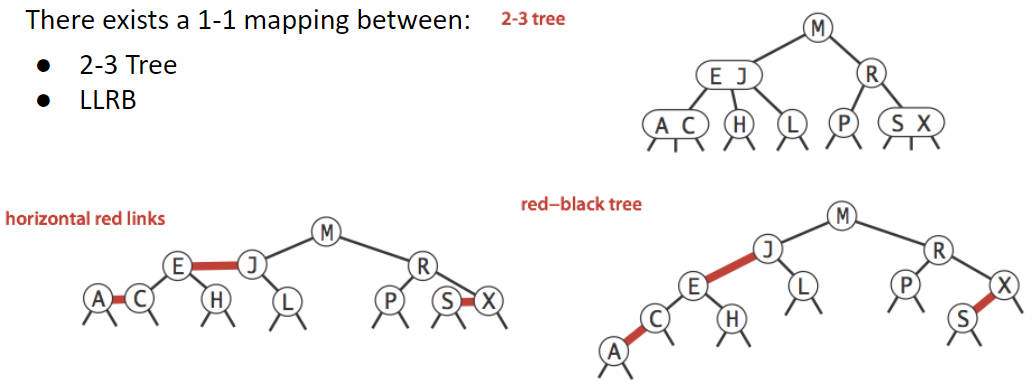 There exists a 1-1 mapping between:
● 2-3 Tree
● LLRB
2-3 tree
M
E J
R
A C
H
L
P
S X
horizontal red links
M
E
J
R
A
C
H
L
P
S
X
red–black tree
M
J
R
E
L
P
X
C
H
S
A